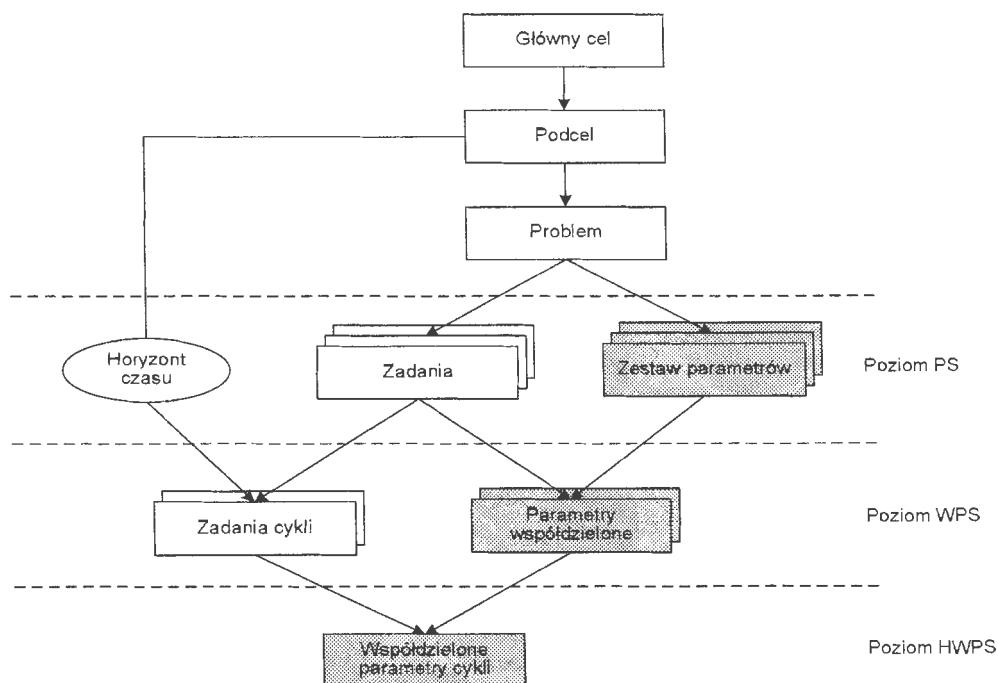 Główny cel
Podcel
Problem
Horyzont
czasu
Zadania
Zestaw parametrów
Poziom PS
Zadania cykli
Parametry
współdzielone
Poziom WPS
Współdzielone
parametry cykli
Poziom HWPS